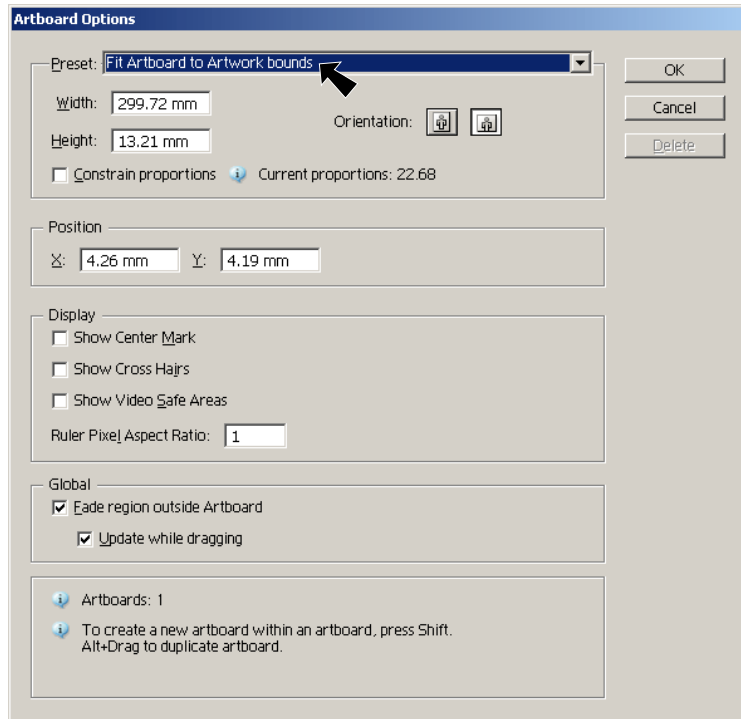 Artboard Options
Preset: Fit Artboard to Artwork bounds
OK
Width: 299.72 mm
Orientation:
Cancel
Height: 13.21 mm
Delete
Constrain proportions Current proportions: 22.68
Position
X: 4.26 mm Y: 4.19 mm
Display
Show Center Mark
Show Cross Hairs
Show Video Safe Areas
Ruler Pixel Aspect Ratio: 1
Global
Fade region outside Artboard
Update while dragging
Artboards: 1
To create a new artboard within an artboard, press Shift.
Alt+Drag to duplicate artboard.